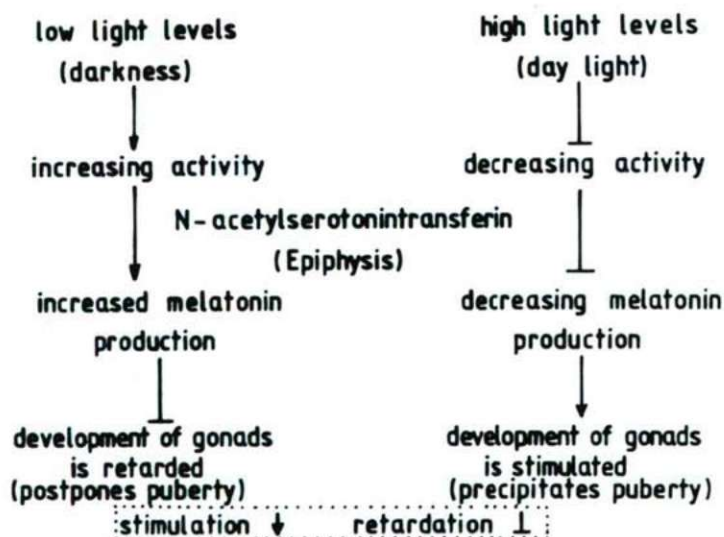 low light levels
(darkness)
increasing activity
high light levels
(day light)
decreasing activity
N-acetylserotonintransferin
(Epiphysis)
increased melatonin
production
decreasing melatonin
production
development of gonads
is retarded
(postpones puberty)
development of gonads
is stimulated
(precipitates puberty)
stimulation
retardation